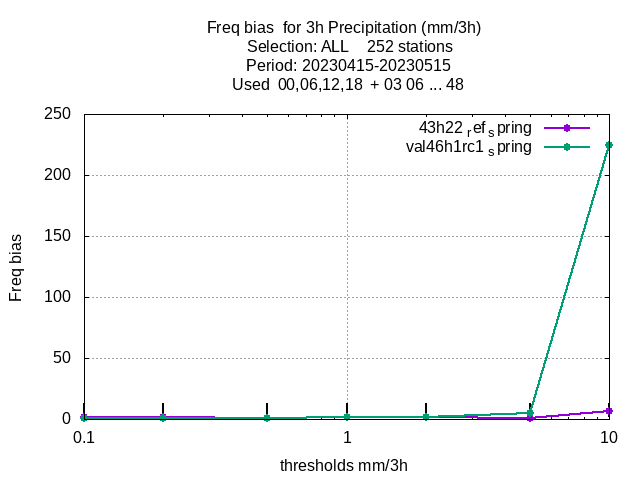 Freq bias for 3h Precipitation (mm/3h)
Selection: ALL 252 stations
Period: 20230415-20230515
Used 00,06,12,18 + 03 06 ... 48
43h22 ref spring
val46h1rc1 spring
250
200
150
100
50
0
Freq bias
0.1 1 10
thresholds mm/3h